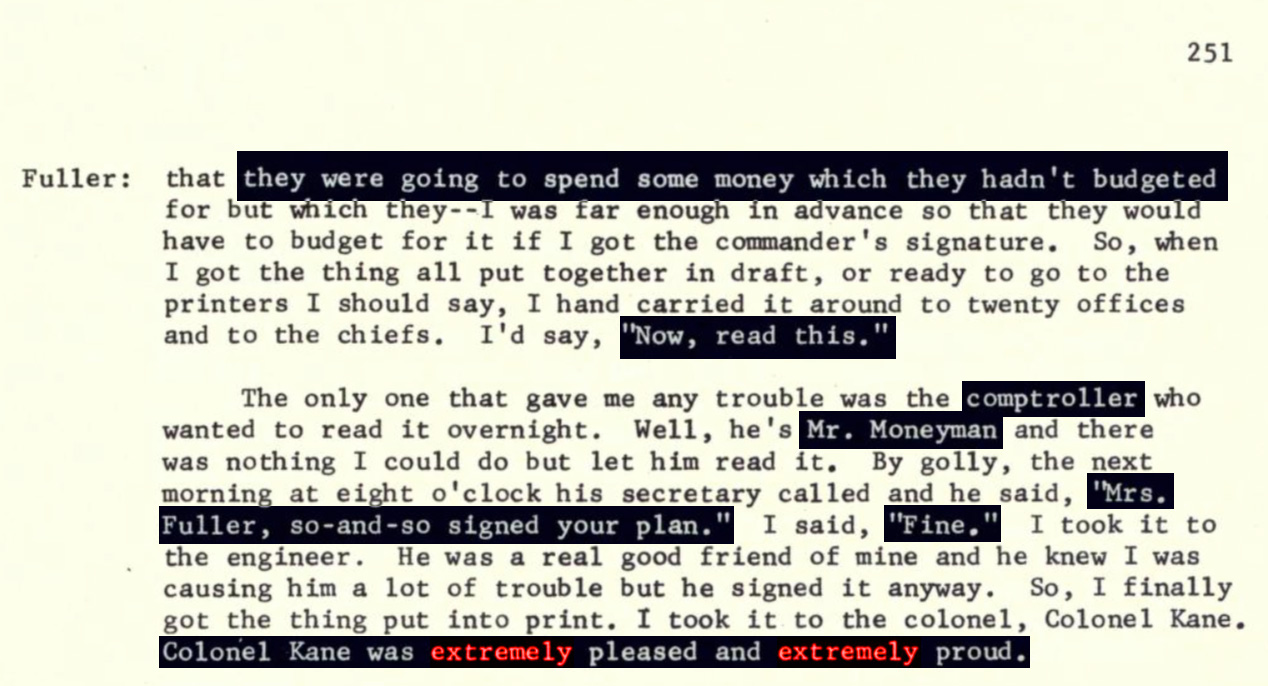 251
Fuller: that they were going to spend some money which they hadn't budgeted
for but which they--I was far enough in advance so that they would
have to budget for it if I got the commander's signature. So, when
I got the thing all put together in draft, or ready to go to the
printers I should say, I hand carried it around to twenty offices
and to the chiefs. I'd say, "Now, read this."
The only one that gave me any trouble was the comptroller who
wanted to read it overnight. Well, he's Mr. Moneyman and there
was nothing I could do but let him read it. By golly, the next
morning at eight o'clock his secretary called and he said, "Mrs.
Fuller, so-and-so signed your plan." I said, "Fine." I took it to
the engineer. He was a real good friend of mine and he knew I was
causing him a lot of trouble but he signed it anyway. So, I finally
got the thing put into print. I took it to the colonel, Colonel Kane.
Colonel Kane was extremely pleased and extremely proud.